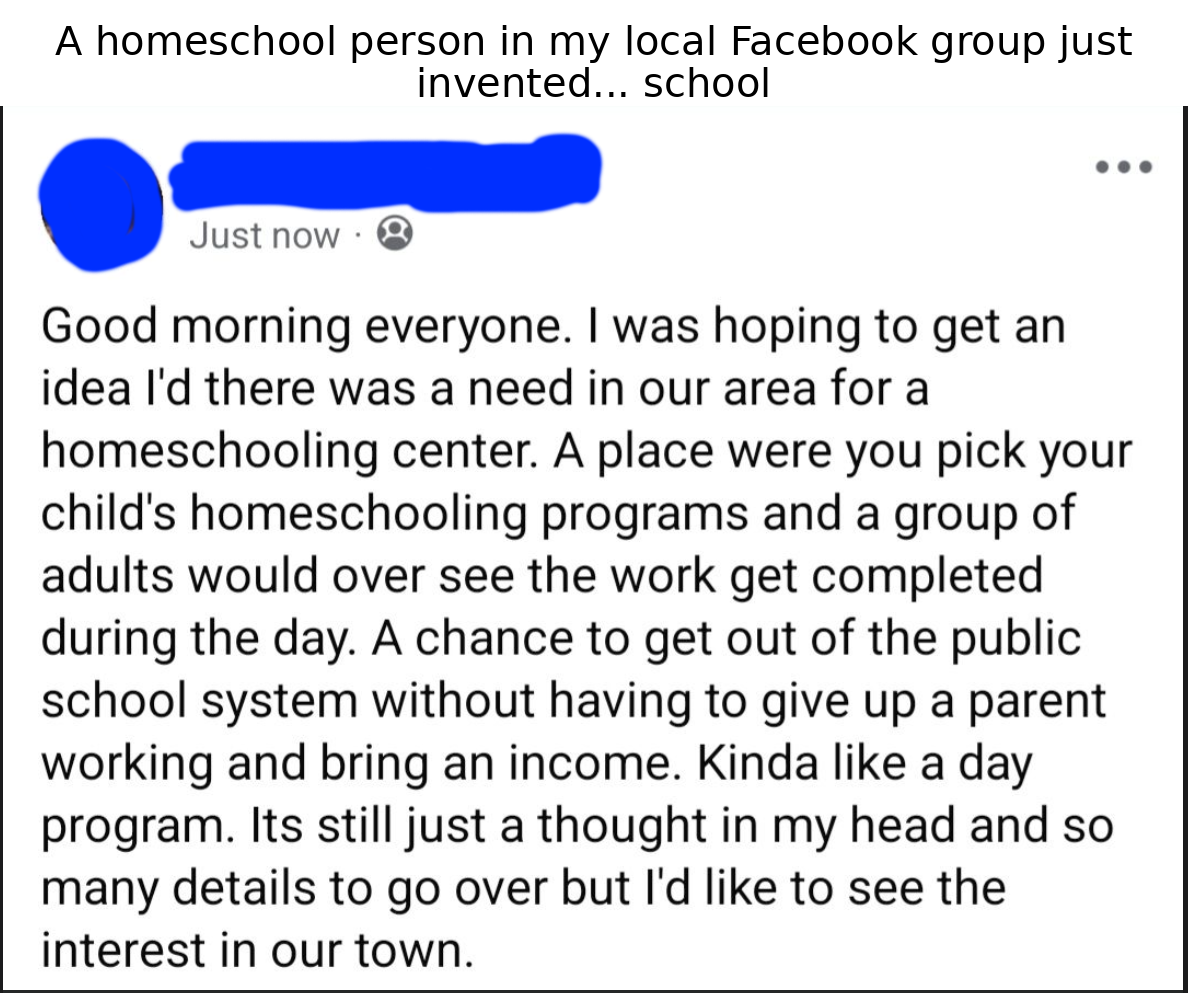 A homeschool person in my local Facebook group just
invented... school
Just now ·
Good morning everyone. I was hoping to get an
idea I'd there was a need in our area for a
homeschooling center. A place were you pick your
child's homeschooling programs and a group of
adults would over see the work get completed
during the day. A chance to get out of the public
school system without having to give up a parent
working and bring an income. Kinda like a day
program. Its still just a thought in my head and so
many details to go over but I'd like to see the
interest in our town.